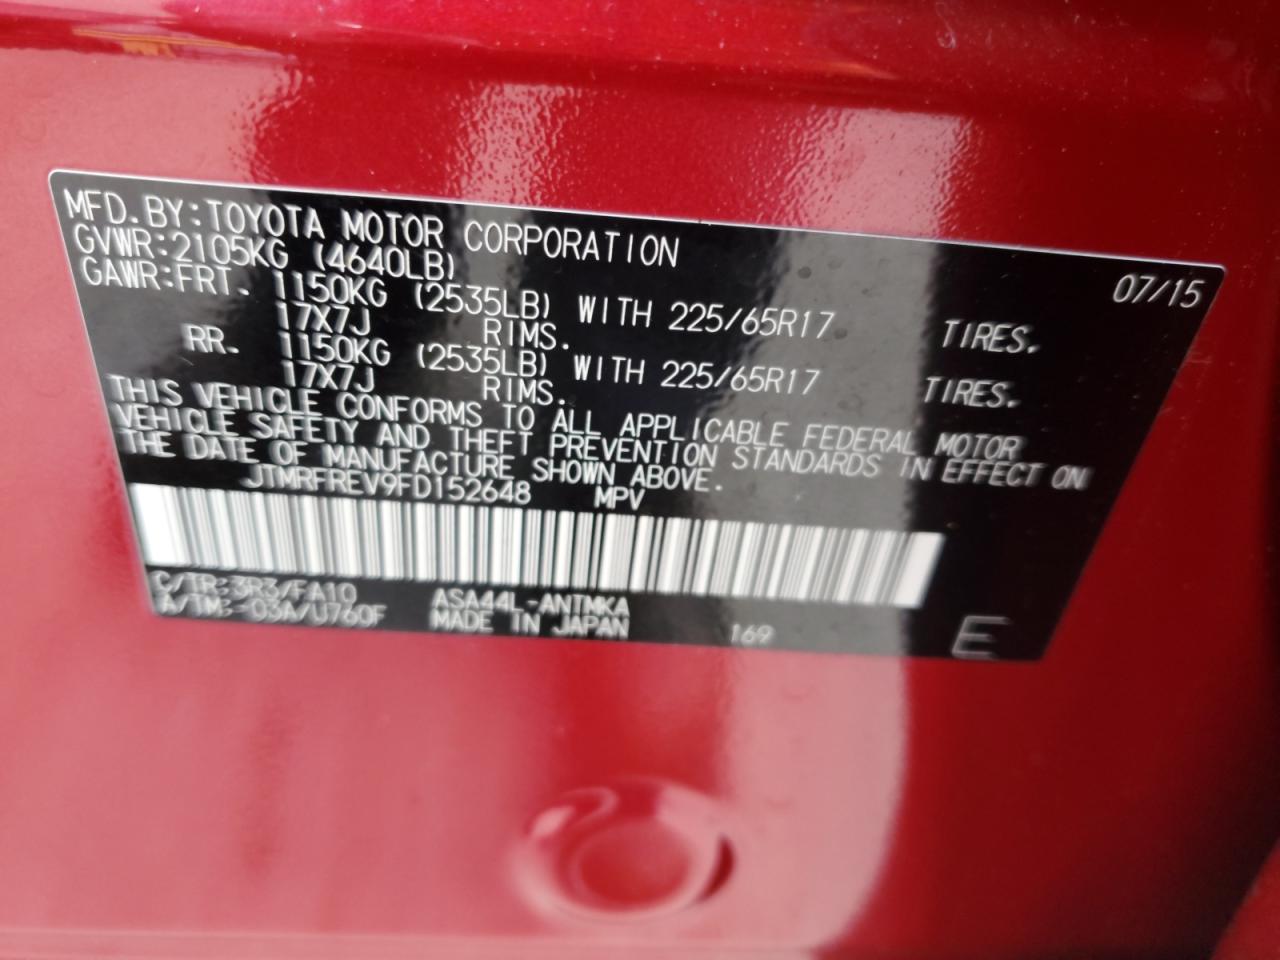 MFD.BY:TOYOTA MOTOR CORPORATION 07/15
GVWR:2105KG (4640LB)
GAWR:FRT. 1150KG (2535LB) WITH 225/65R17 TIRES.
17X7J RIMS.
RR. 1150KG (2535LB) WITH 225/65R17 TIRES.
17X7J RIMS.
THIS VEHICLE CONFORMS TO ALL APPLICABLE FEDERAL MOTOR
VEHICLE SAFETY AND THEFT PREVENTION STANDARDS IN EFFECT ON
THE DATE OF MANUFACTURE SHOWN ABOVE.
JTMRFREV9FD152648 MPV
C/TR:3R3/FA10 ASA44L-ANTMKA
A/TM:-03A/U760F MADE IN JAPAN 169 E